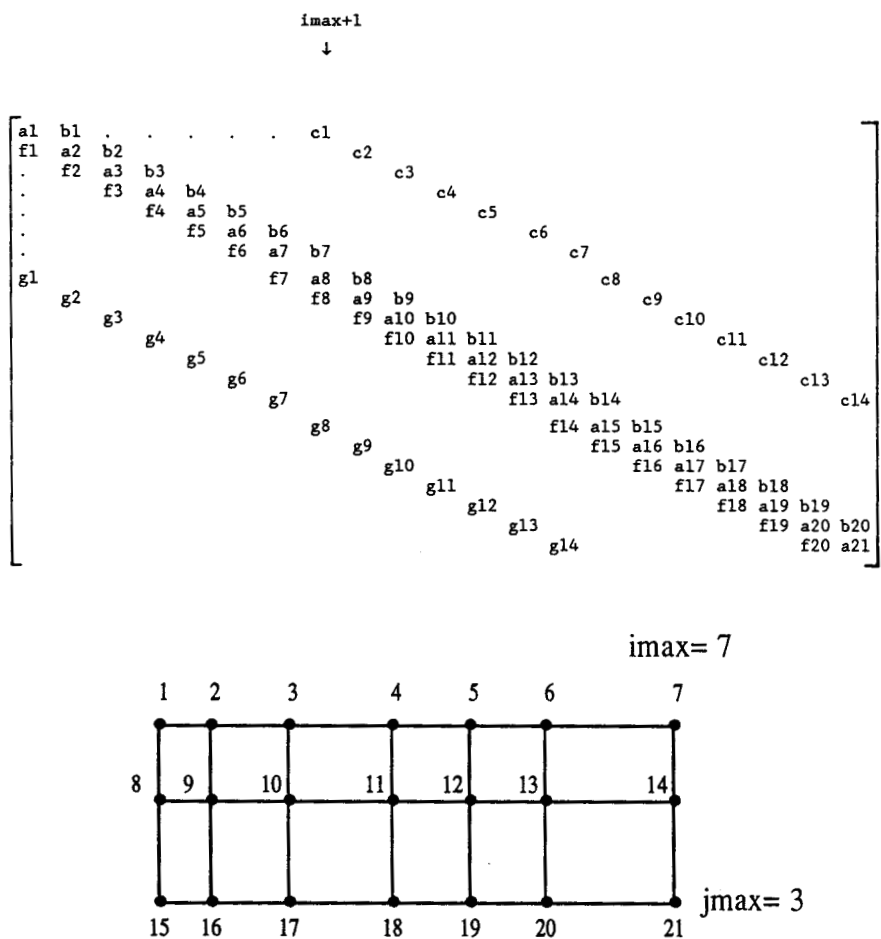 imax+1
↓
a1 b1 . . . . . c1
f1 a2 b2 c2
. f2 a3 b3 c3
. f3 a4 b4 c4
. f4 a5 b5 c5
. f5 a6 b6 c6
. f6 a7 b7 c7
g1 f7 a8 b8 c8
g2 f8 a9 b9 c9
g3 f9 a10 b10 c10
g4 f10 a11 b11 c11
g5 f11 a12 b12 c12
g6 f12 a13 b13 c13
g7 f13 a14 b14 c14
g8 f14 a15 b15
g9 f15 a16 b16
g10 f16 a17 b17
g11 f17 a18 b18
g12 f18 a19 b19
g13 f19 a20 b20
g14 f20 a21
imax= 7
1 2 3 4 5 6 7
8 9 10 11 12 13 14
jmax= 3
15 16 17 18 19 20 21